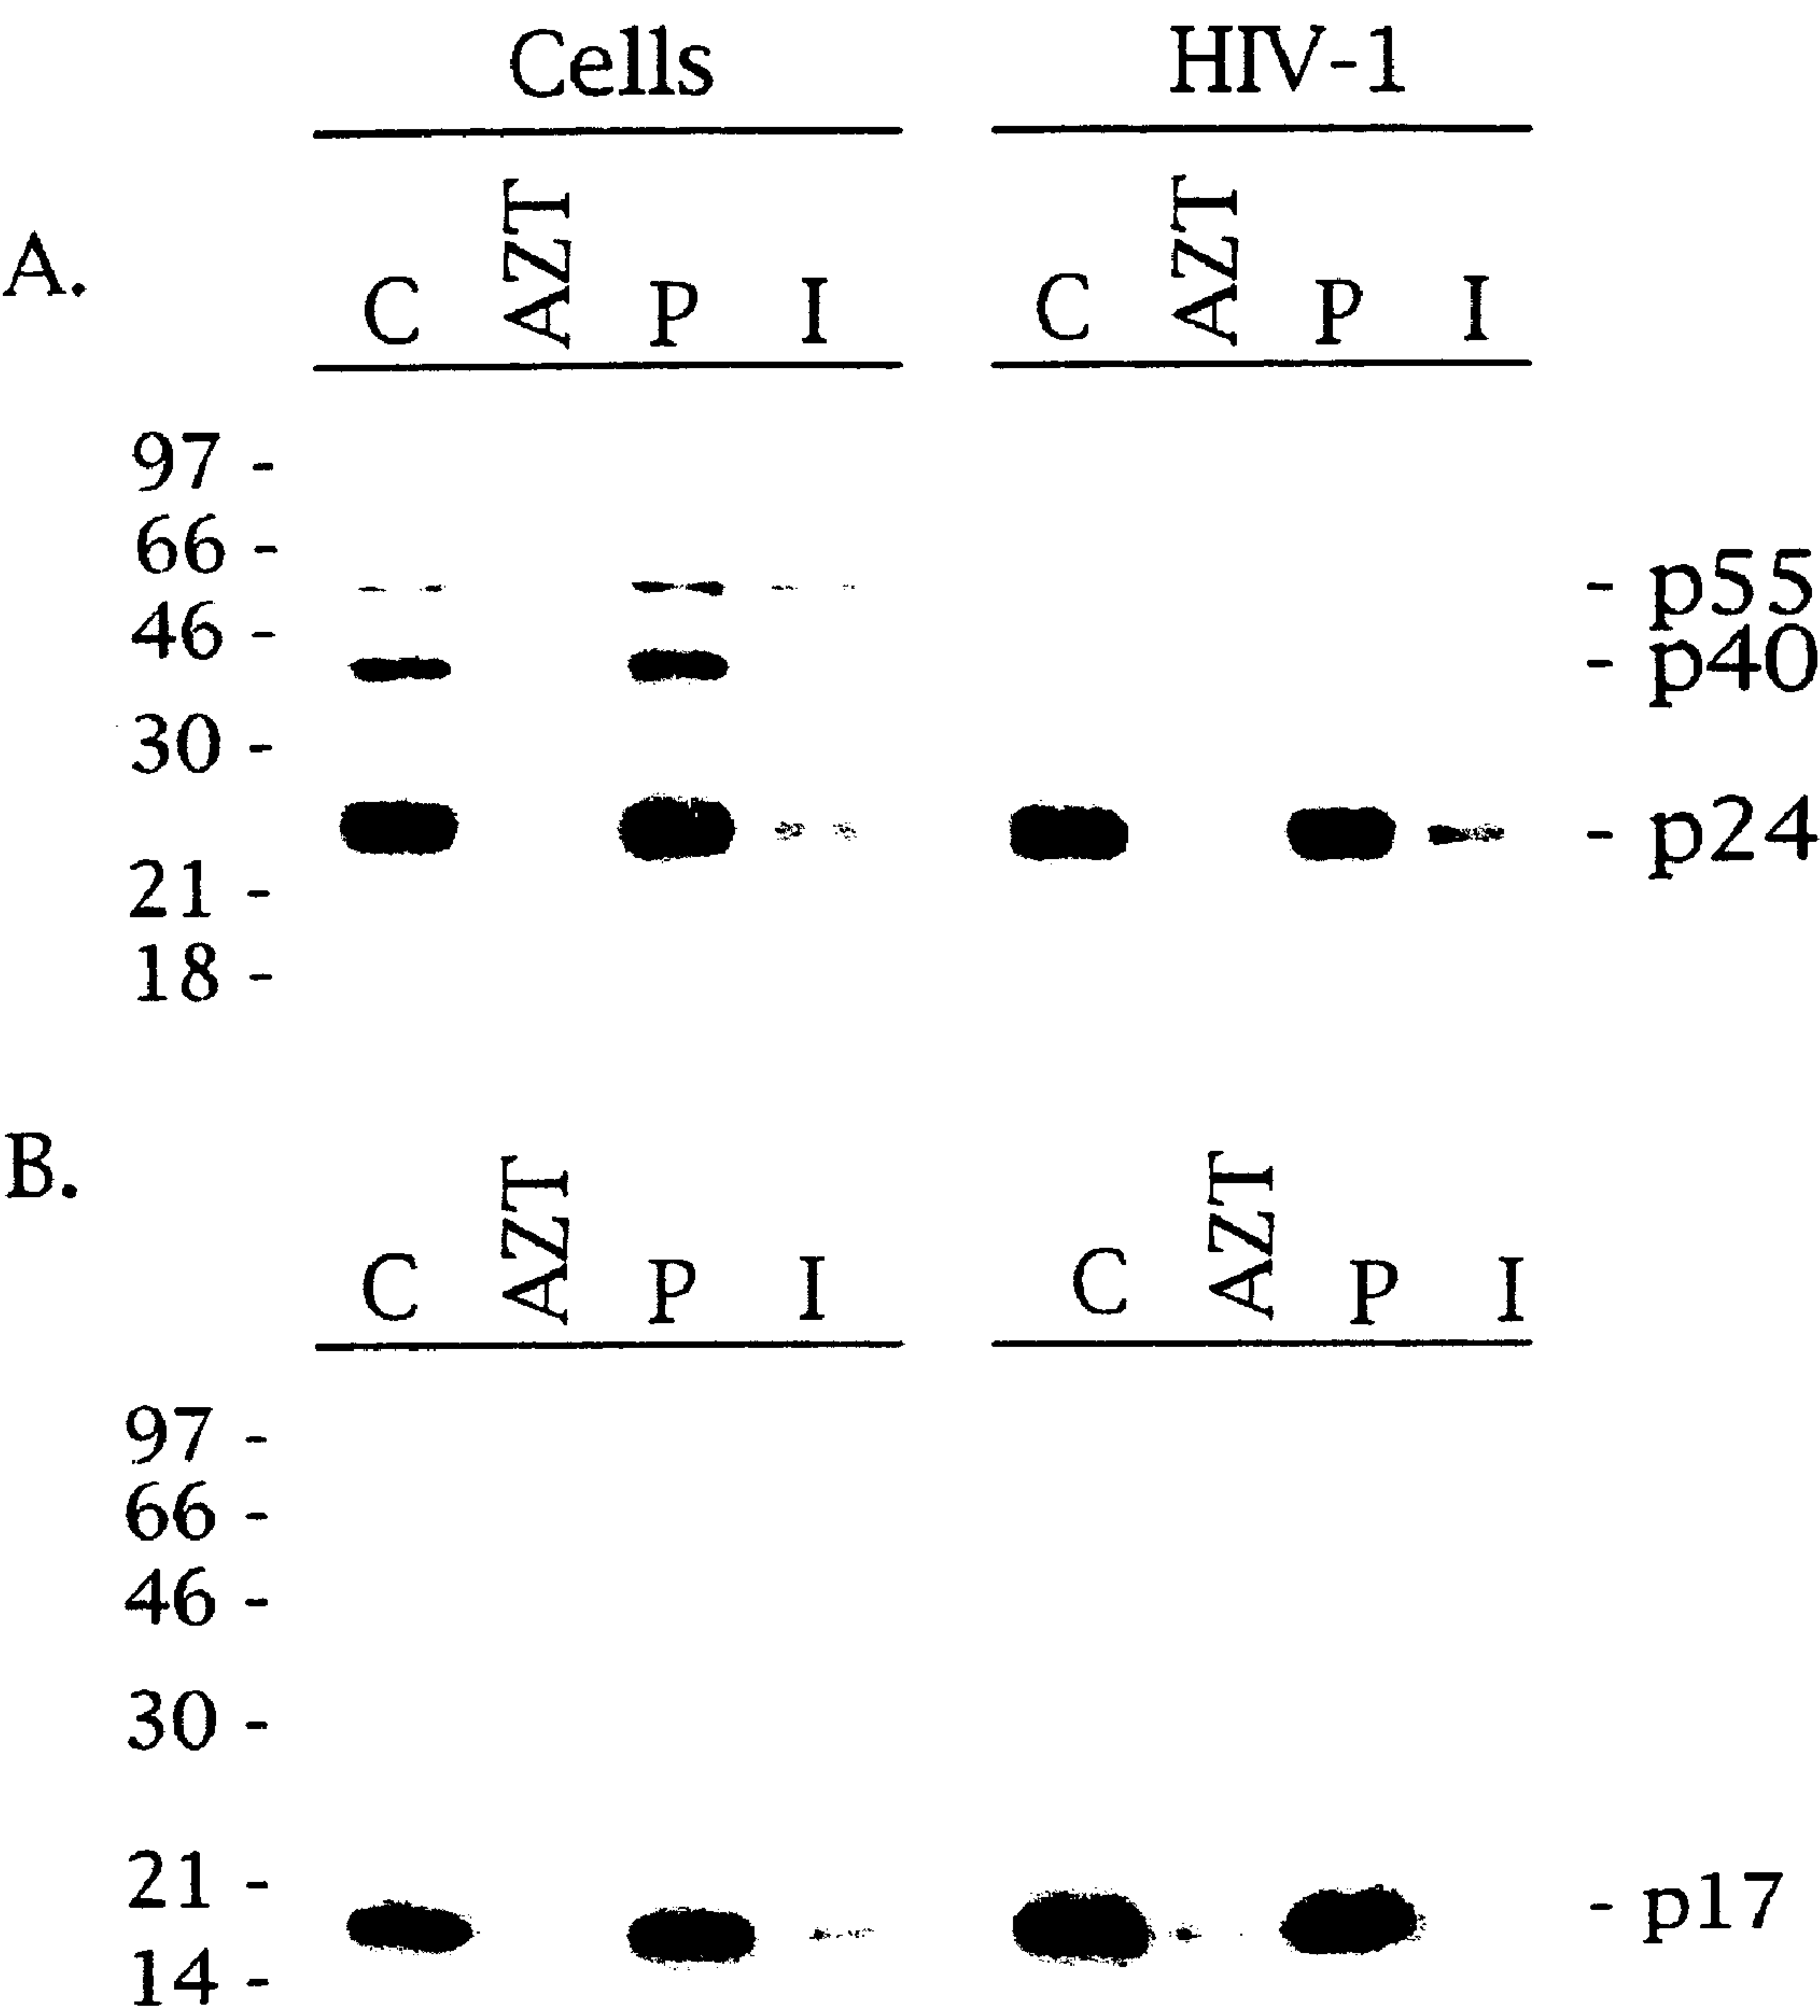 Cells HIV-1
A.
C AZT P I C AZT P I
97 -
66 -
- p55
46 -
- p40
30 -
- p24
21 -
18 -
B.
C AZT P I C AZT P I
97 -
66 -
46 -
30 -
21 -
- p17
14 -